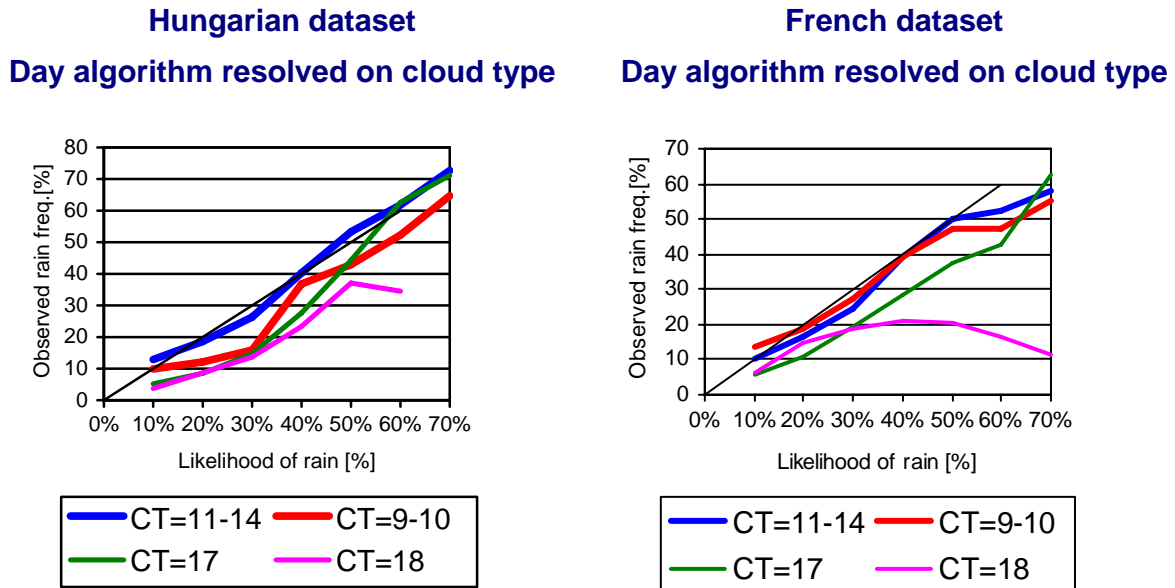 Hungarian dataset
Day algorithm resolved on cloud type
Observed rain freq.[%]
80
70
60
50
40
30
20
10
0
0% 10% 20% 30% 40% 50% 60% 70%
Likelihood of rain [%]
CT=11-14 CT=9-10
CT=17 CT=18
French dataset
Day algorithm resolved on cloud type
Observed rain freq.[%]
70
60
50
40
30
20
10
0
0% 10% 20% 30% 40% 50% 60% 70%
Likelihood of rain [%]
CT=11-14 CT=9-10
CT=17 CT=18